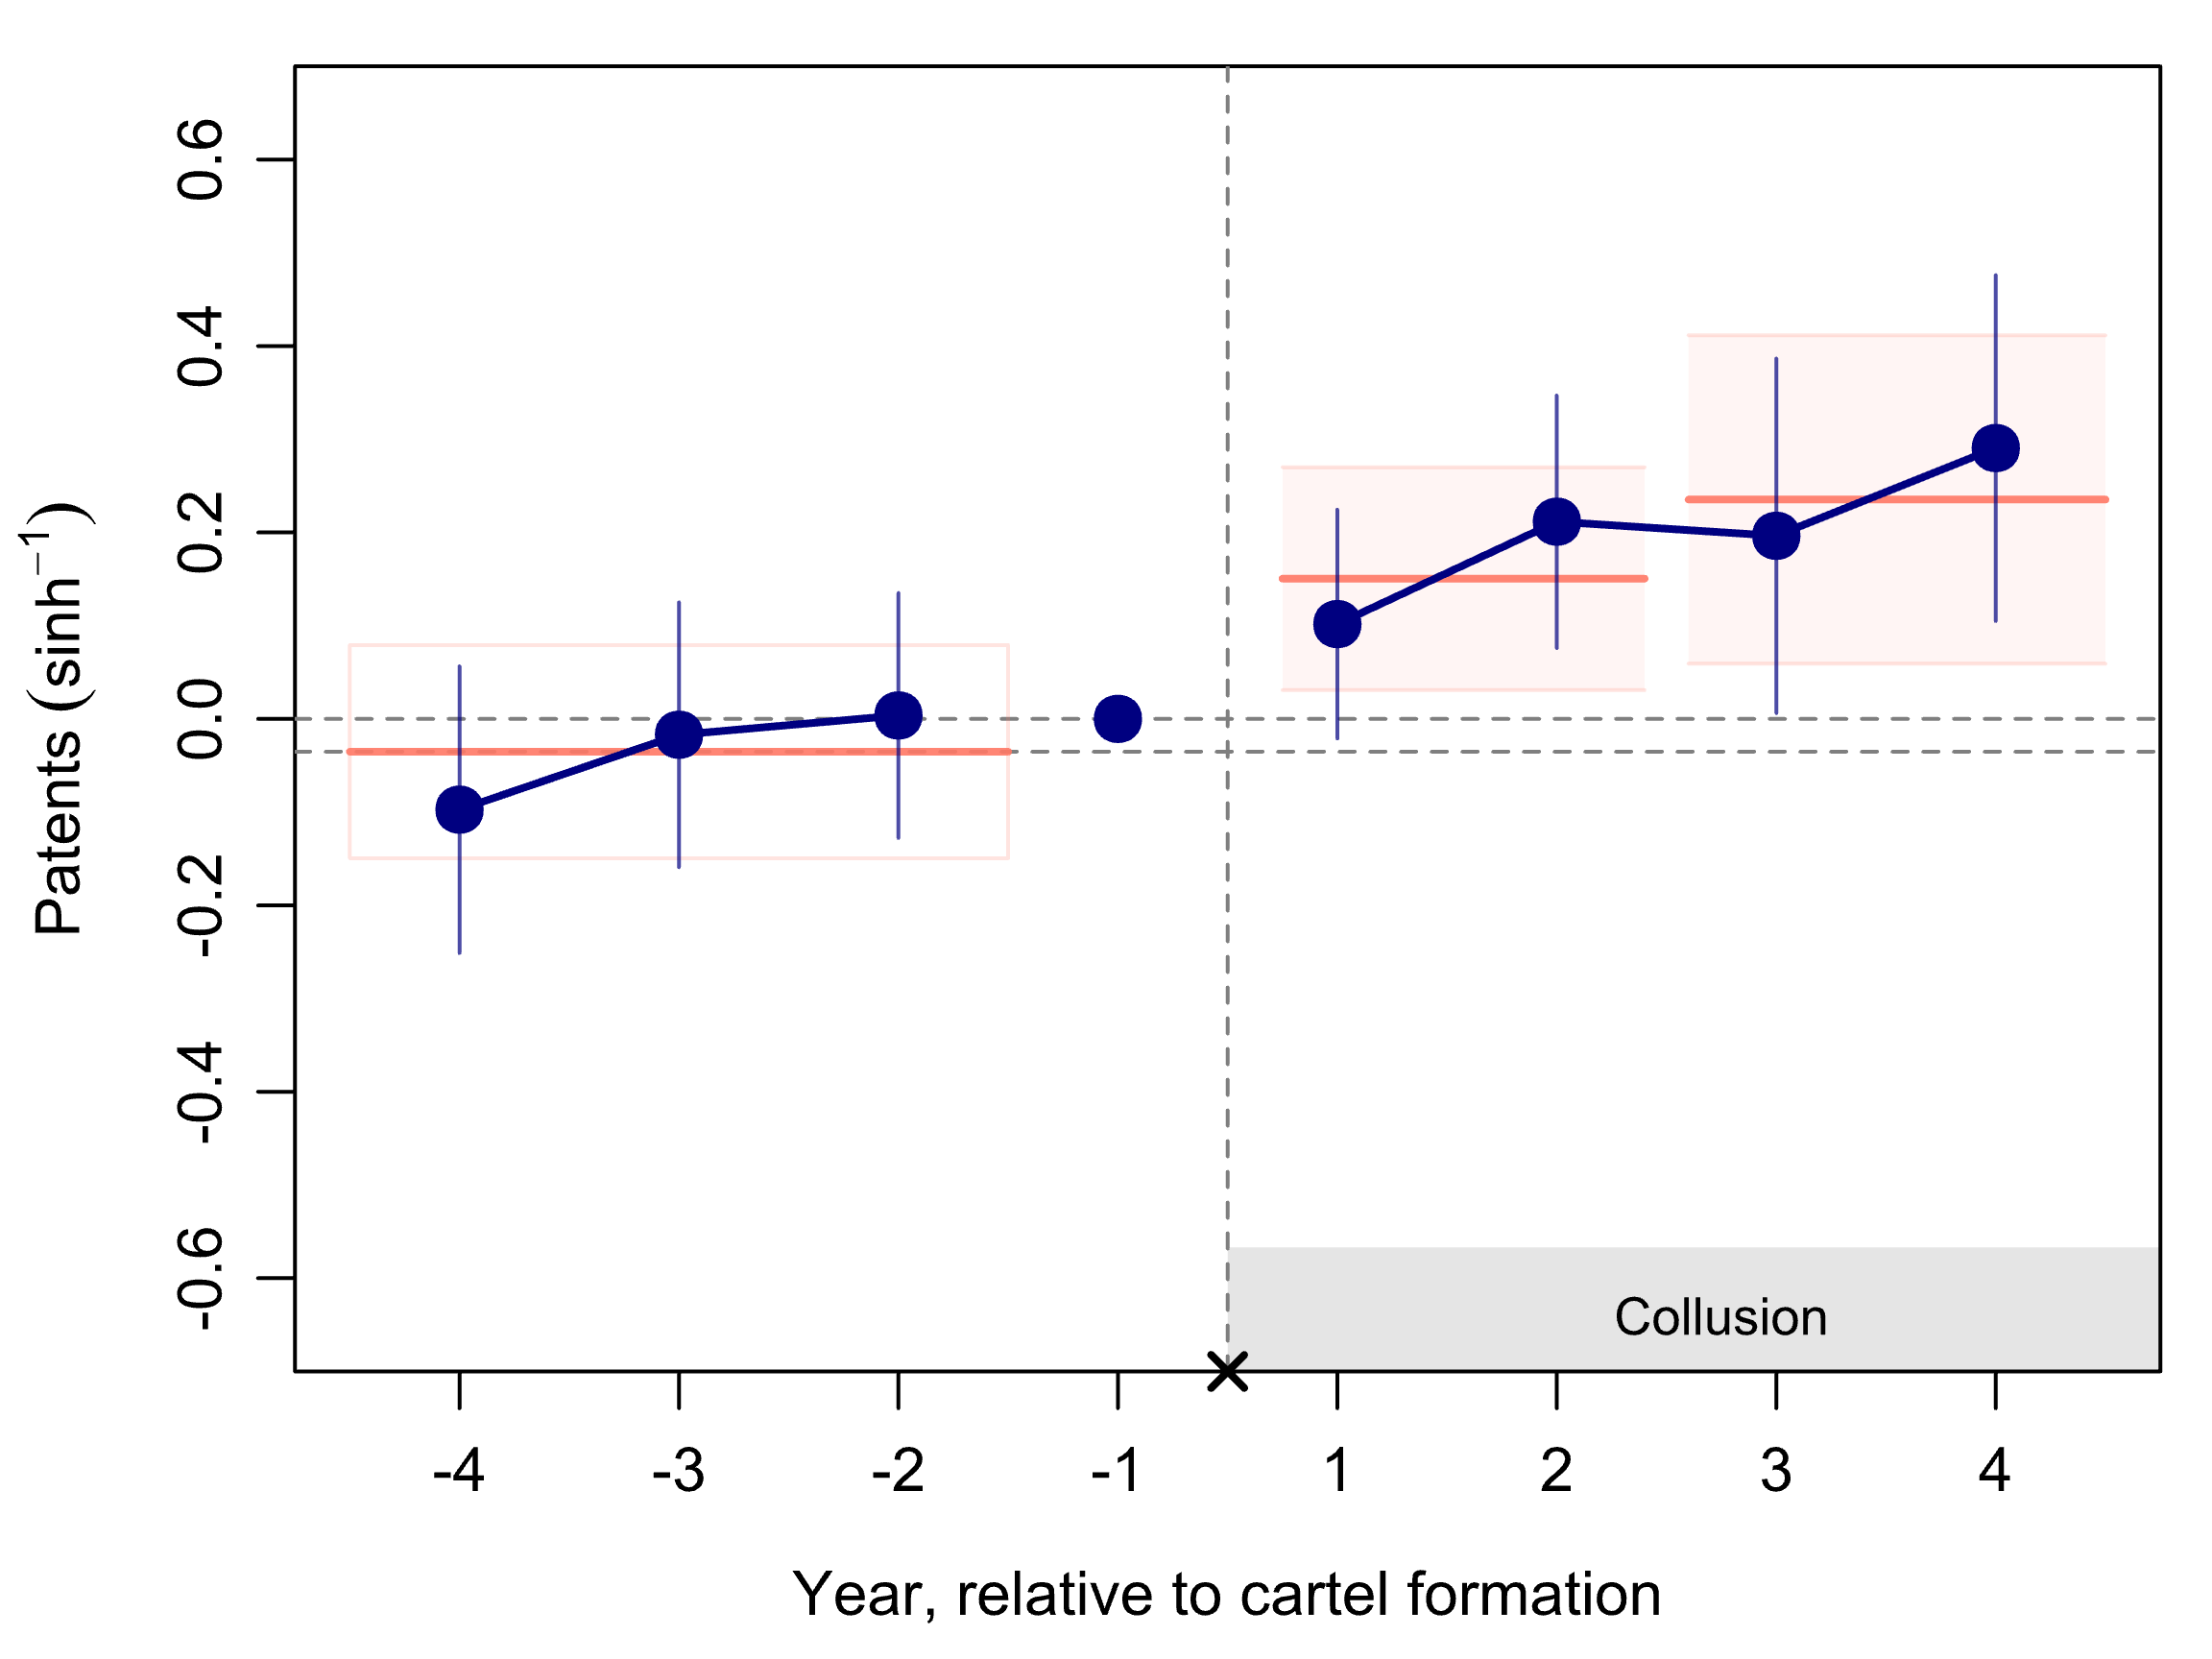 Patents (sinh⁻¹)
0.6
0.4
0.2
0.0
-0.2
-0.4
-0.6
Collusion
-4 -3 -2 -1 1 2 3 4
Year, relative to cartel formation